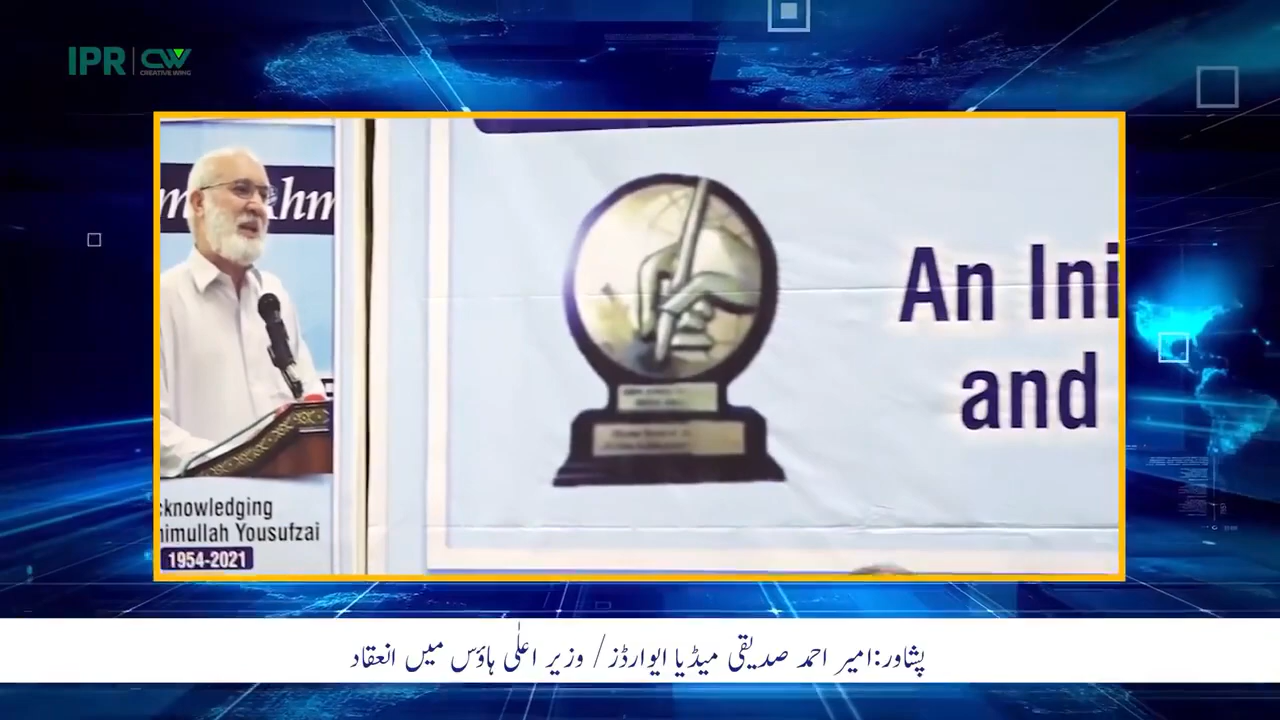 IPR CW
CREATIVE WING
An Ini
and
cknowledging
himullah Yousufzai
1954-2021
پشاور:امیر احمد صدیقی میڈیا ایوارڈز/ وزیر اعلٰی ہاؤس میں انعقاد